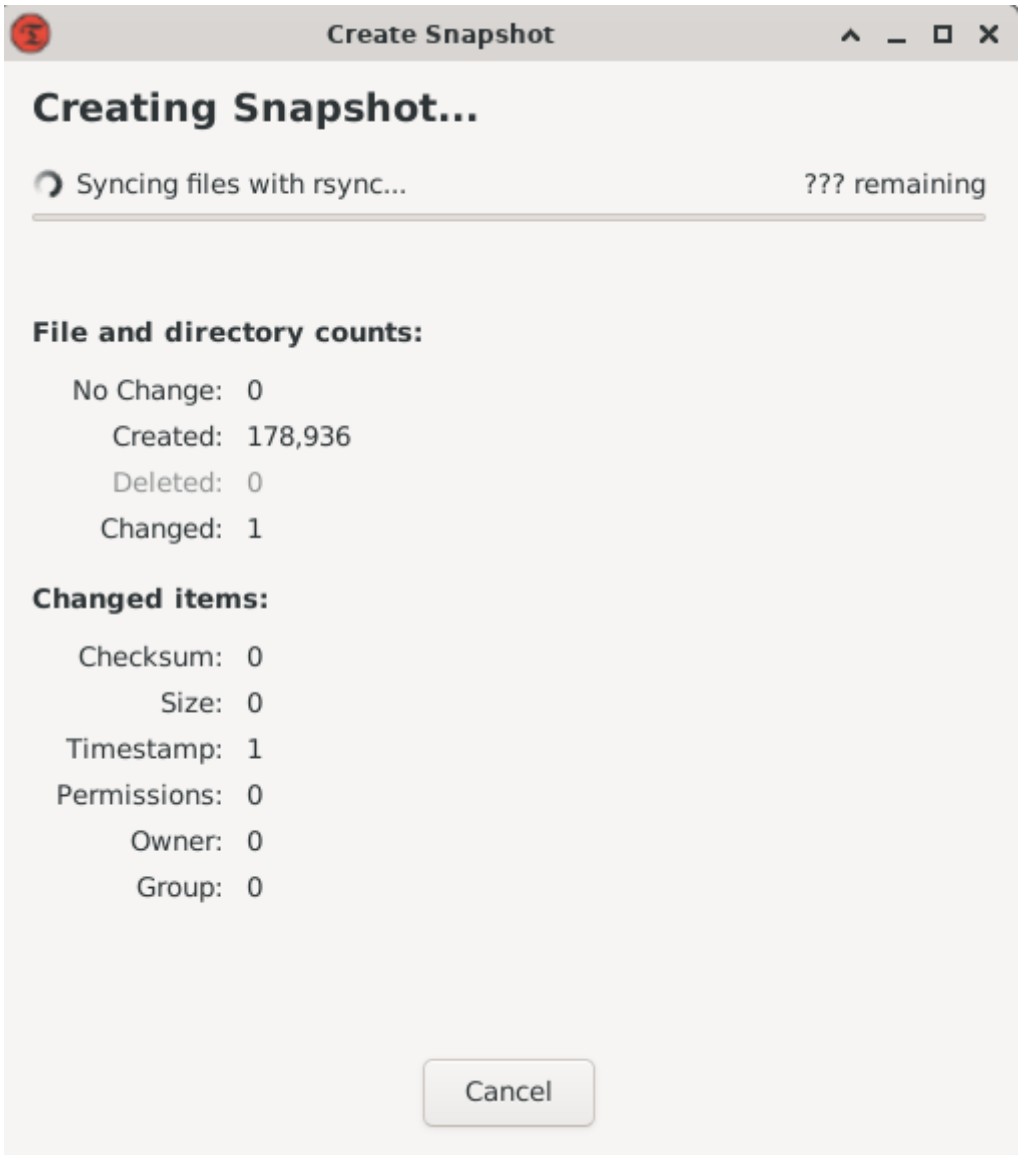 Create Snapshot
Creating Snapshot...
Syncing files with rsync... ??? remaining
File and directory counts:
No Change: 0
Created: 178,936
Deleted: 0
Changed: 1
Changed items:
Checksum: 0
Size: 0
Timestamp: 1
Permissions: 0
Owner: 0
Group: 0
Cancel